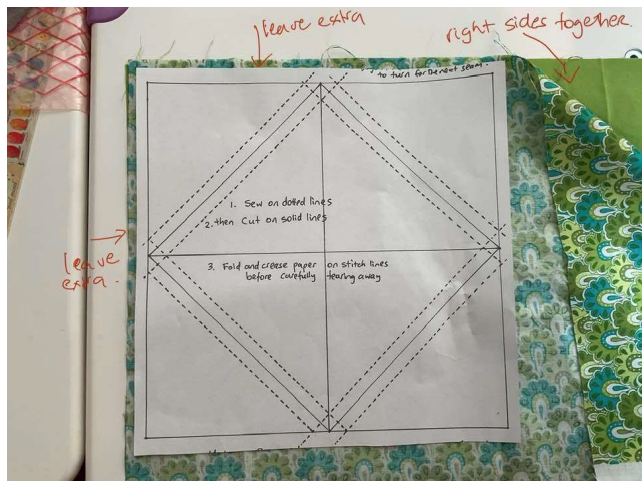 leave extra
right sides together
to turn for the next seam.
1. Sew on dotted lines
2. then Cut on solid lines
leave
extra.
3. Fold and crease paper on stitch lines
before carefully tearing away